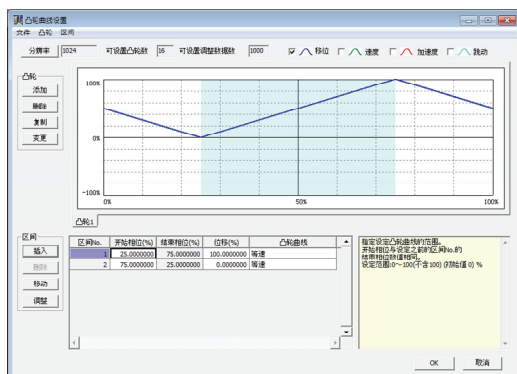 凸轮曲线设置
文件 凸轮 区间
分辨率 1024 可设置凸轮数 16 可设置调整数据数 1000 移位 速度 加速度 跳动
凸轮
添加
删除
复制
变更
100%
0%
-100%
0% 50% 100%
凸轮1
区间
插入
删除
移动
调整
区间No. 开始相位(%) 结束相位(%) 位移(%) 凸轮曲线
1 25.0000000 75.0000000 100.0000000 等速
2 75.0000000 25.0000000 0.0000000 等速
指定设定凸轮曲线的范围。
开始相位与设定之前的区间No.的
结束相位数值相同。
设定范围:0～100(不含100) (初始值 0) %
OK 取消